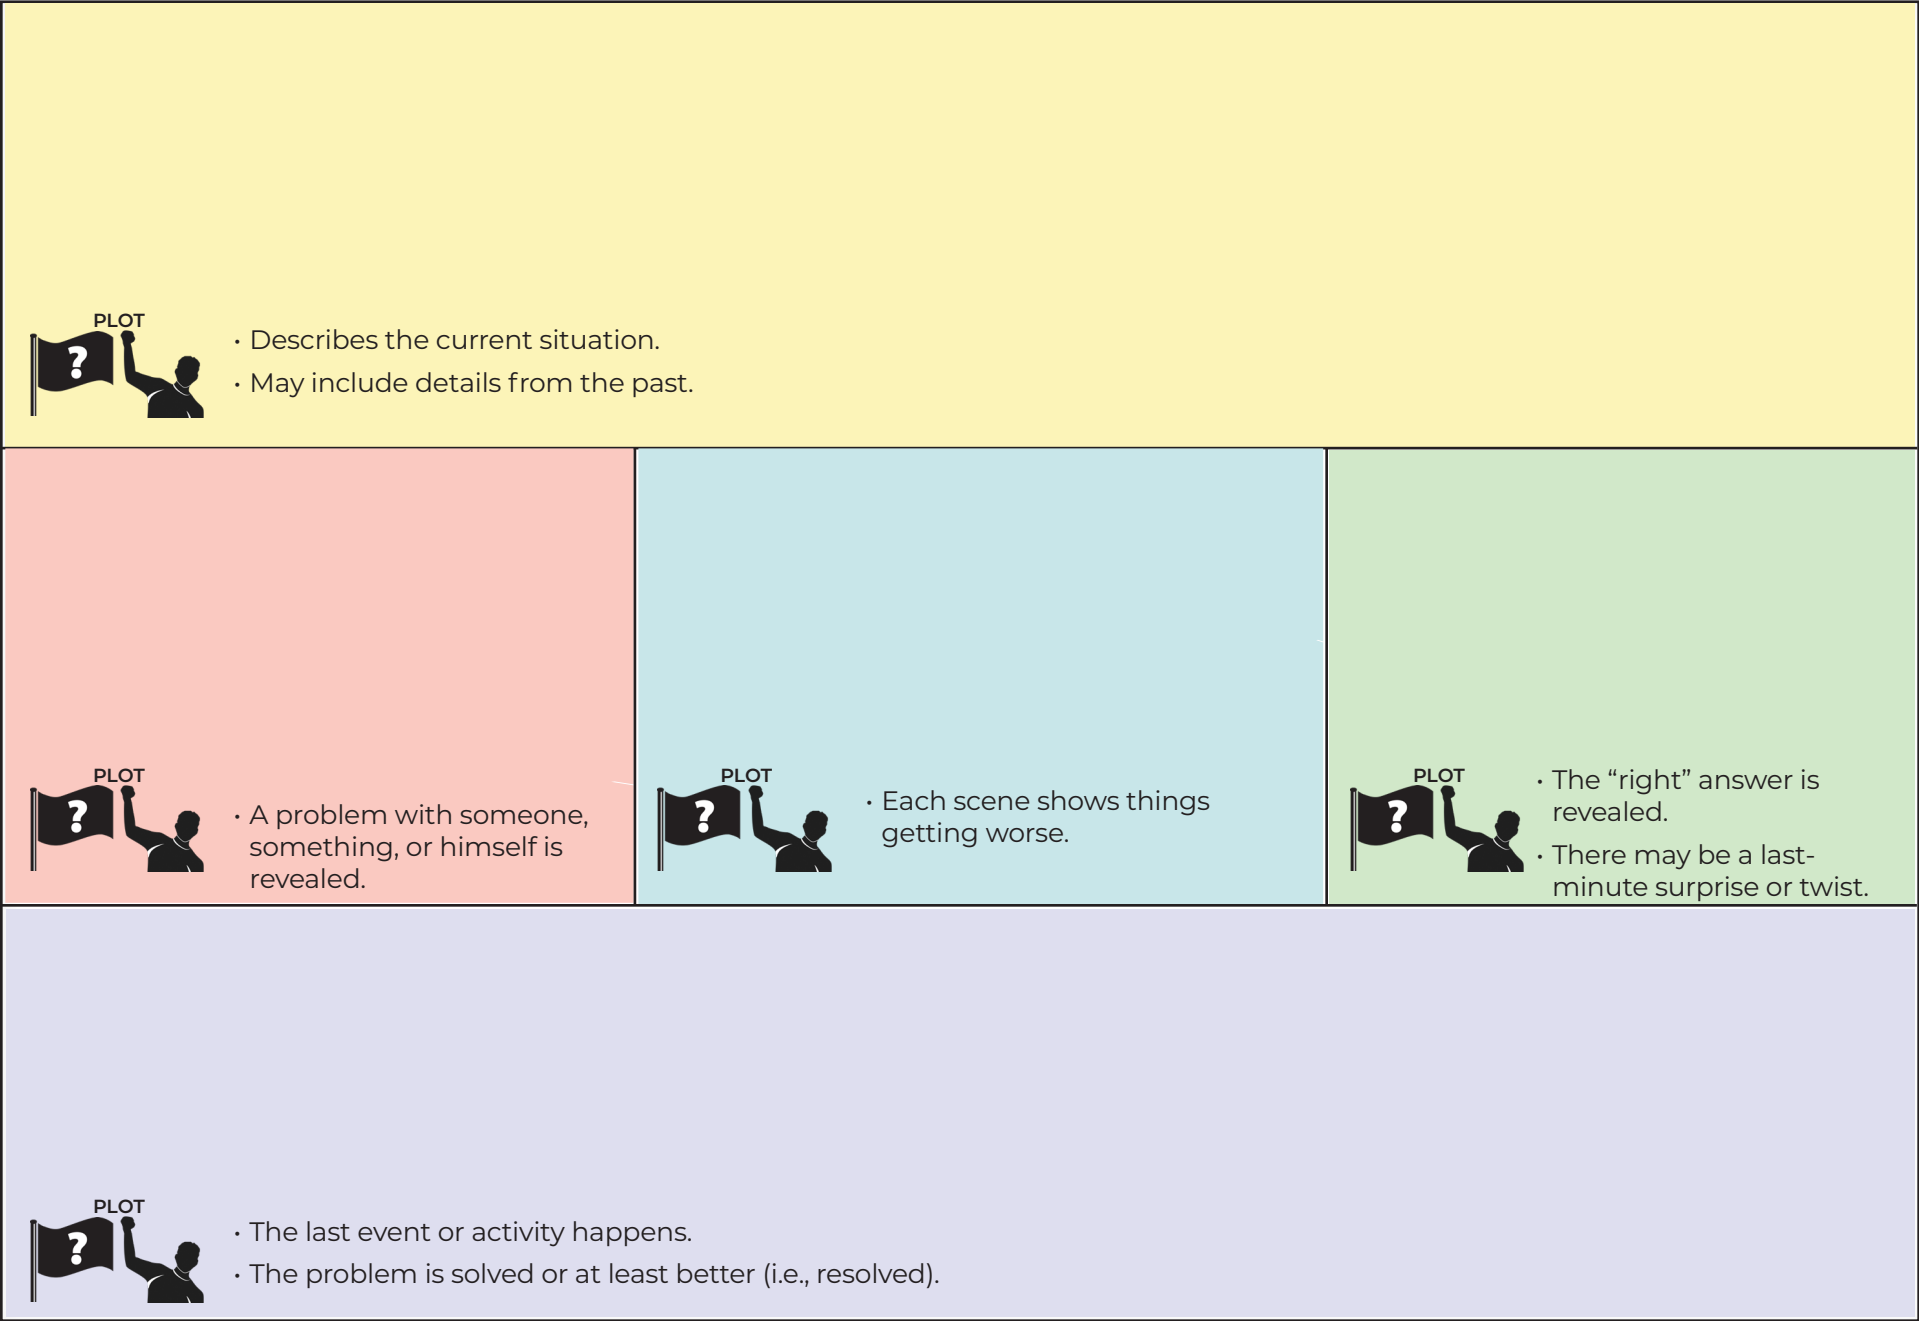 PLOT
?
• Describes the current situation.
• May include details from the past.
PLOT
?
• A problem with someone,
something, or himself is
revealed.
PLOT
?
• Each scene shows things
getting worse.
PLOT
?
• The “right” answer is
revealed.
• There may be a last-
minute surprise or twist.
PLOT
?
• The last event or activity happens.
• The problem is solved or at least better (i.e., resolved).